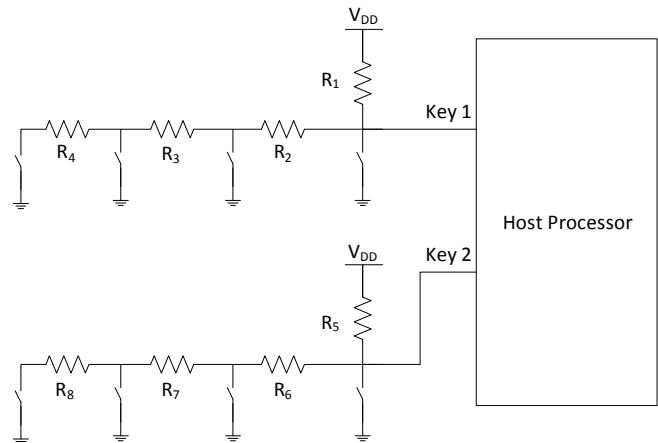 V_DD
R_1
Key 1
R_4
R_3
R_2
Host Processor
Key 2
V_DD
R_5
R_8
R_7
R_6